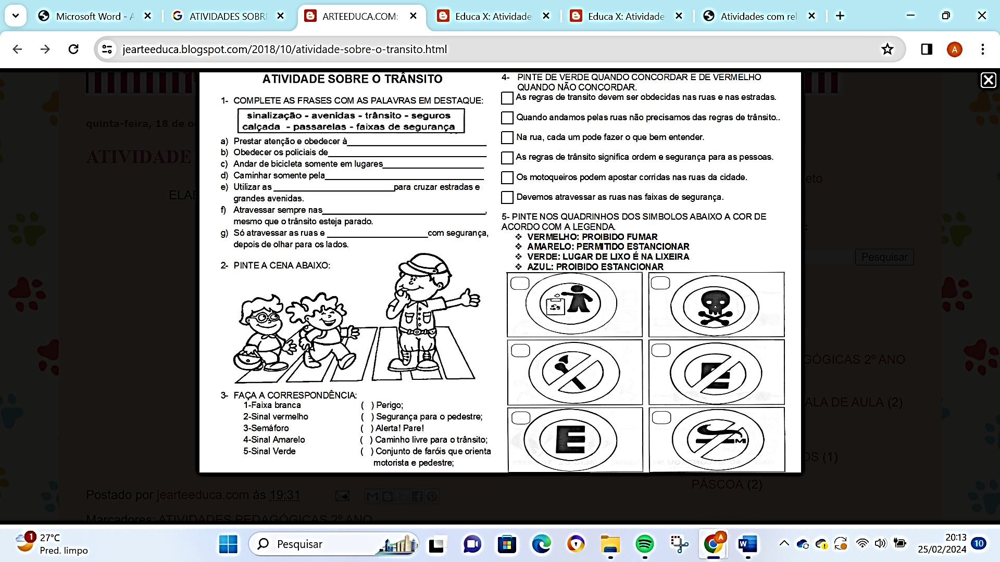 Microsoft Word - A
ATIVIDADES SOBRE
ARTEEDUCA.COM:
Educa X: Atividade
Educa X: Atividade
Atividades com rel
jearteeduca.blogspot.com/2018/10/atividade-sobre-o-transito.html
A
quinta-feira, 18 de ou
ATIVIDADE
ELAB
ATIVIDADE SOBRE O TRÂNSITO
1- COMPLETE AS FRASES COM AS PALAVRAS EM DESTAQUE:
sinalização - avenidas - trânsito - seguros
calçada - passarelas - faixas de segurança
a) Prestar atenção e obedecer à
b) Obedecer os policiais de
c) Andar de bicicleta somente em lugares
d) Caminhar somente pela
e) Utilizar as para cruzar estradas e
grandes avenidas.
f) Atravessar sempre nas ,
mesmo que o trânsito esteja parado.
g) Só atravessar as ruas e com segurança,
depois de olhar para os lados.
2- PINTE A CENA ABAIXO:
3- FAÇA A CORRESPONDÊNCIA:
1-Faixa branca ( ) Perigo;
2-Sinal vermelho ( ) Segurança para o pedestre;
3-Semáforo ( ) Alerta! Pare!
4-Sinal Amarelo ( ) Caminho livre para o trânsito;
5-Sinal Verde ( ) Conjunto de faróis que orienta
motorista e pedestre;
4- PINTE DE VERDE QUANDO CONCORDAR E DE VERMELHO
QUANDO NÃO CONCORDAR.
As regras de transito devem ser obdecidas nas ruas e nas estradas.
Quando andamos pelas ruas não precisamos das regras de trânsito..
Na rua, cada um pode fazer o que bem entender.
As regras de trânsito significa ordem e segurança para as pessoas.
Os motoqueiros podem apostar corridas nas ruas da cidade.
Devemos atravessar as ruas nas faixas de segurança.
5- PINTE NOS QUADRINHOS DOS SIMBOLOS ABAIXO A COR DE
ACORDO COM A LEGENDA.
❖ VERMELHO: PROIBIDO FUMAR
❖ AMARELO: PERMITIDO ESTANCIONAR
❖ VERDE: LUGAR DE LIXO É NA LIXEIRA
❖ AZUL: PROIBIDO ESTANCIONAR
E
E
eto
:
Pesquisar
GÓGICAS 2º ANO
ALA DE AULA (2)
OS (1)
PÁSCOA (2)
Postado por jearteeduca.com às 19:31
Marcadores: ATIVIDADES PEDAGÓGICAS 2º ANO
1
27°C
Pred. limpo
Pesquisar
A
20:13
25/02/2024
10